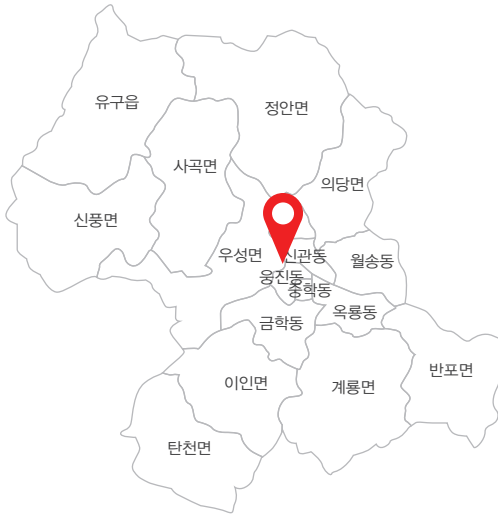 유구읍
정안면
사곡면
의당면
신풍면
우성면
신관동
월송동
웅진동
중학동
옥룡동
금학동
반포면
이인면
계룡면
탄천면